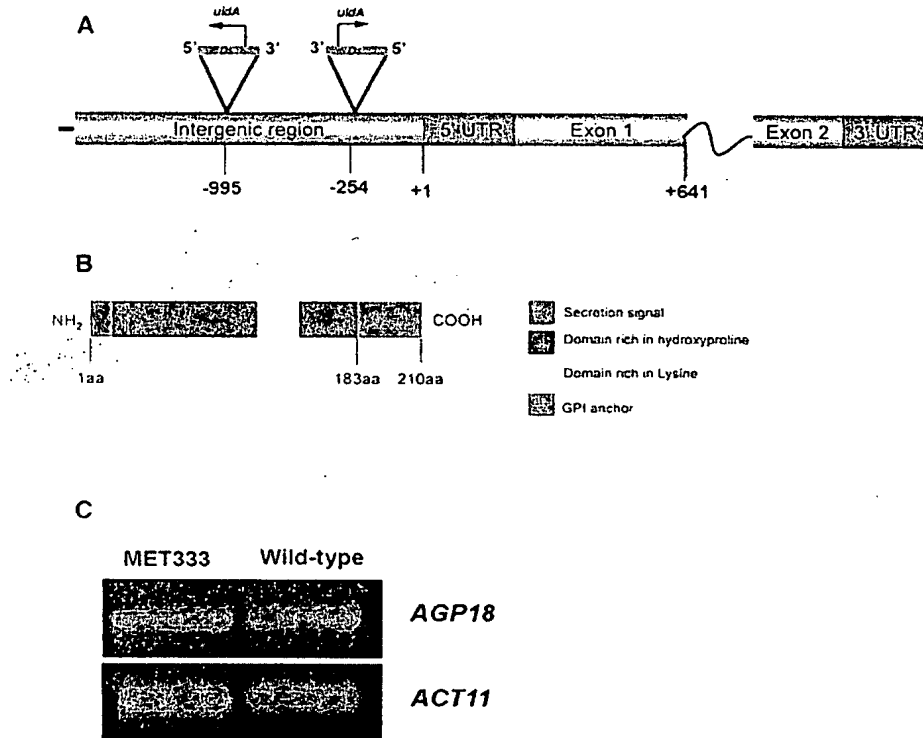 A
uidA uidA
5' 3' 3' 5'
Intergenic region 5' UTR Exon 1 Exon 2 3' UTR
-995 -254 +1 +641
B
NH2 COOH
1aa 183aa 210aa
Secretion signal
Domain rich in hydroxyproline
Domain rich in Lysine
GPI anchor
C
MET333 Wild-type
AGP18
ACT11